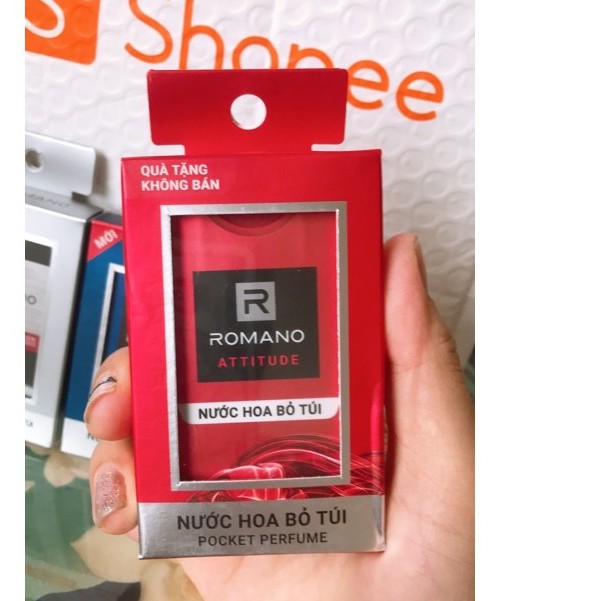 Shopee
QUÀ TẶNG
KHÔNG BÁN
MỚI
R
ROMANO
ATTITUDE
NƯỚC HOA BỎ TÚI
NƯỚC HOA BỎ TÚI
POCKET PERFUME